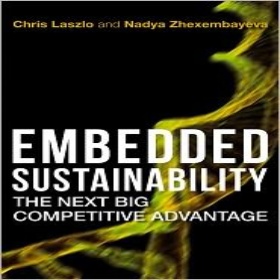 Chris Laszlo and Nadya Zhexembayeva
EMBEDDED
SUSTAINABILITY
THE NEXT BIG
COMPETITIVE ADVANTAGE